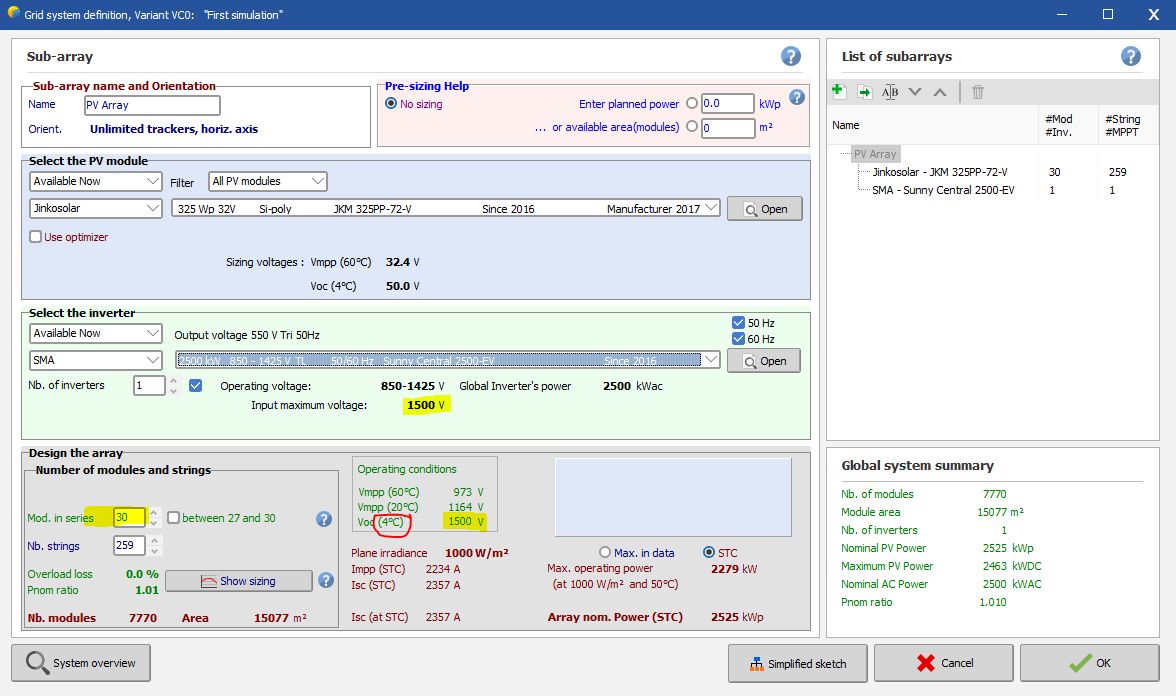 Grid system definition, Variant VC0:   "First simulation"
Sub-array
Sub-array name and Orientation
Name PV Array
Orient. Unlimited trackers, horiz. axis
Pre-sizing Help
No sizing
Enter planned power 0.0 kWp
... or available area(modules) 0 m²
Select the PV module
Available Now Filter All PV modules
Jinkosolar 325 Wp 32V Si-poly JKM 325PP-72-V Since 2016 Manufacturer 2017 Open
Use optimizer
Sizing voltages : Vmpp (60°C) 32.4 V
Voc (4°C) 50.0 V
Select the inverter
Available Now Output voltage 550 V Tri 50Hz
50 Hz
60 Hz
SMA 2500 kW 850 - 1425 V TL 50/60 Hz Sunny Central 2500-EV Since 2016 Open
Nb. of inverters 1 Operating voltage: 850-1425 V Global Inverter's power 2500 kWac
Input maximum voltage: 1500 V
Design the array
Number of modules and strings
Mod. in series 30 between 27 and 30
Nb. strings 259
Overload loss 0.0 %
Pnom ratio 1.01
Show sizing
Nb. modules 7770 Area 15077 m²
Operating conditions
Vmpp (60°C) 973 V
Vmpp (20°C) 1164 V
Voc (4°C) 1500 V
Plane irradiance 1000 W/m²
Impp (STC) 2234 A
Isc (STC) 2357 A
Isc (at STC) 2357 A
Max. in data STC
Max. operating power 2279 kW
(at 1000 W/m² and 50°C)
Array nom. Power (STC) 2525 kWp
List of subarrays
Name #Mod #String
#Inv. #MPPT
PV Array
Jinkosolar - JKM 325PP-72-V 30 259
SMA - Sunny Central 2500-EV 1 1
Global system summary
Nb. of modules 7770
Module area 15077 m²
Nb. of inverters 1
Nominal PV Power 2525 kWp
Maximum PV Power 2463 kWDC
Nominal AC Power 2500 kWAC
Pnom ratio 1.010
System overview
Simplified sketch
Cancel
OK